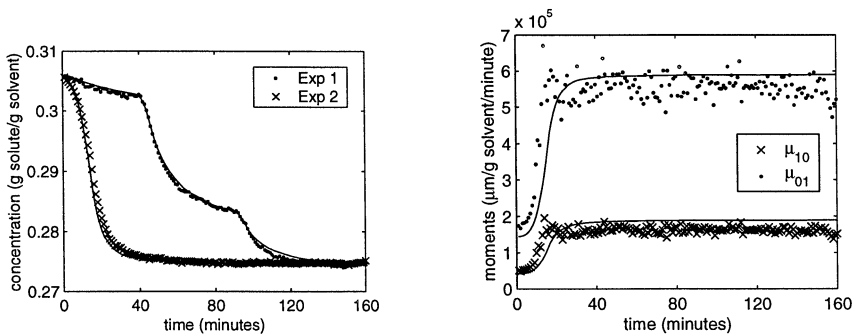 0.31
0.3
0.29
0.28
0.27
concentration (g solute/g solvent)
Exp 1
Exp 2
0
40
80
120
160
time (minutes)
x 10^5
7
6
5
4
3
2
1
0
moments (μm/g solvent/minute)
μ10
μ01
0
40
80
120
160
time (minutes)